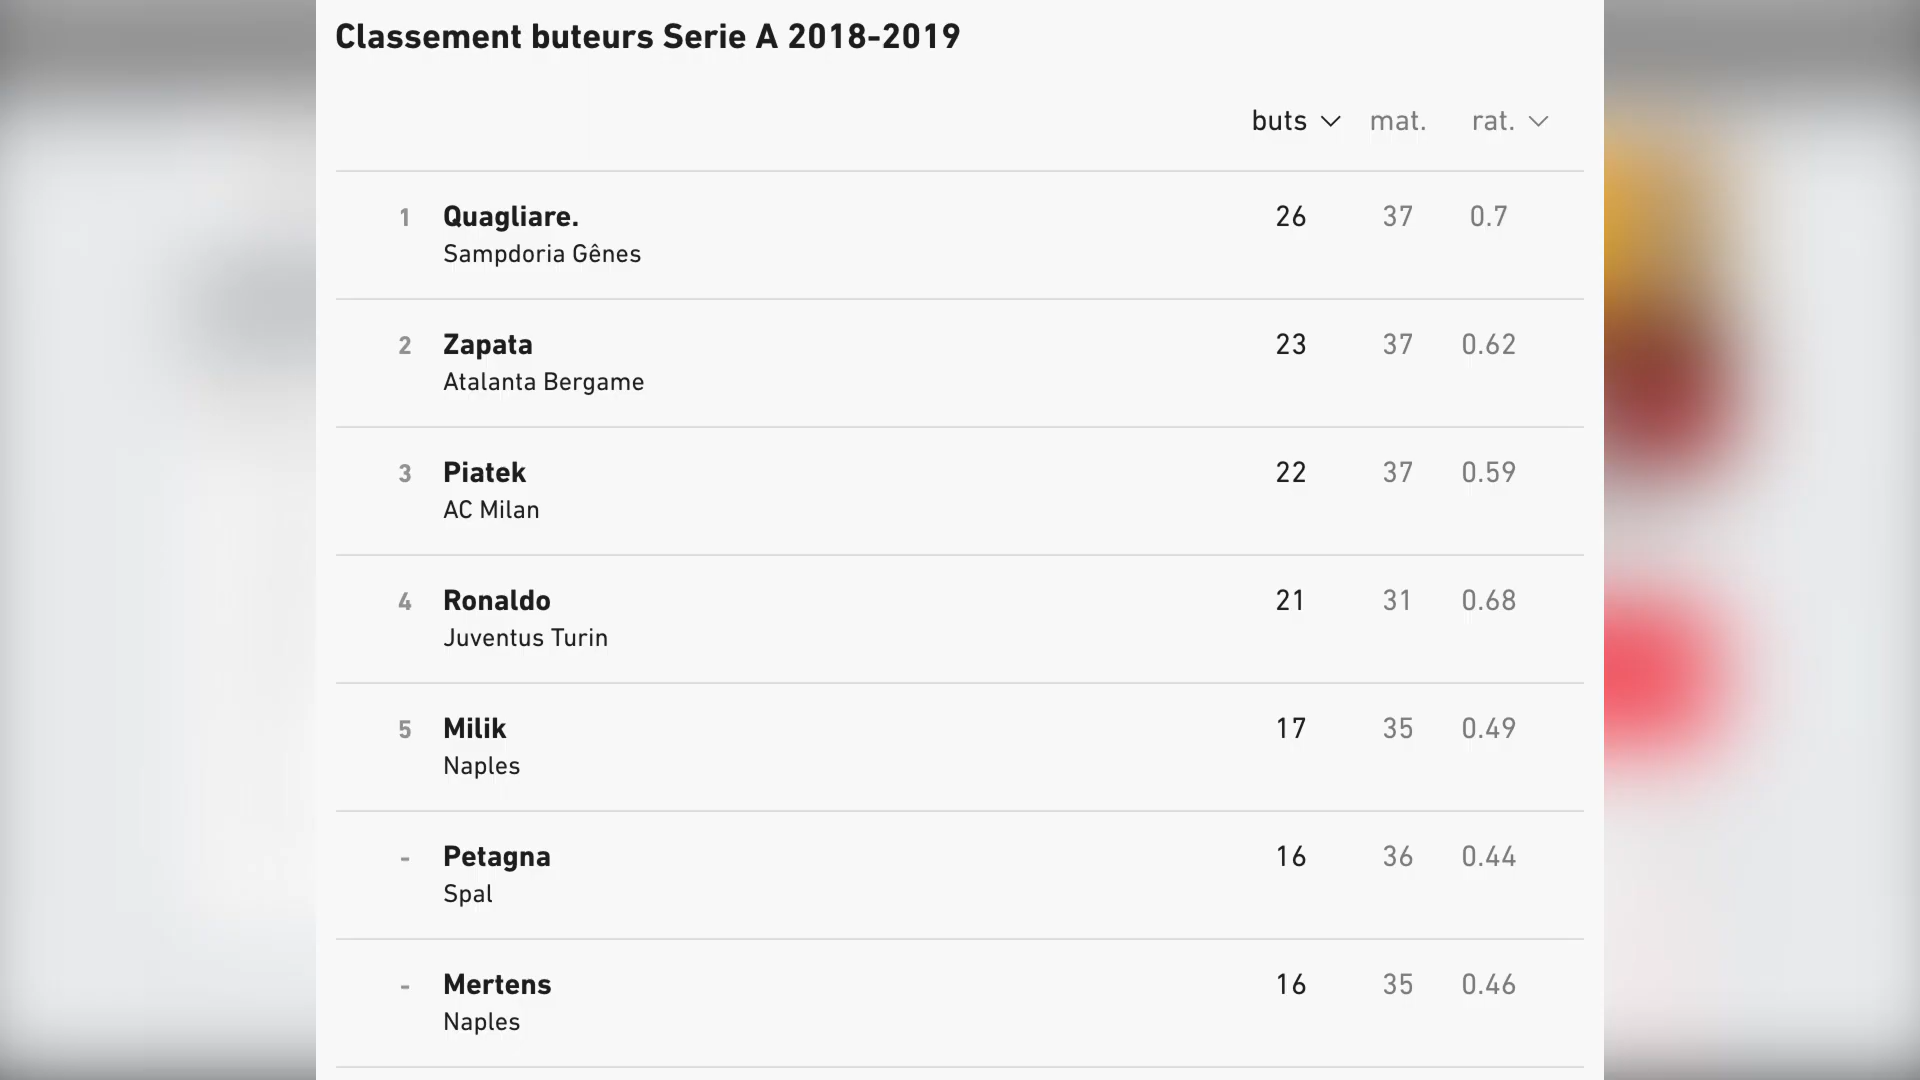 Classement buteurs Serie A 2018-2019
buts mat. rat.
1 Quagliare. 26 37 0.7
Sampdoria Gênes
2 Zapata 23 37 0.62
Atalanta Bergame
3 Piatek 22 37 0.59
AC Milan
4 Ronaldo 21 31 0.68
Juventus Turin
5 Milik 17 35 0.49
Naples
- Petagna 16 36 0.44
Spal
- Mertens 16 35 0.46
Naples